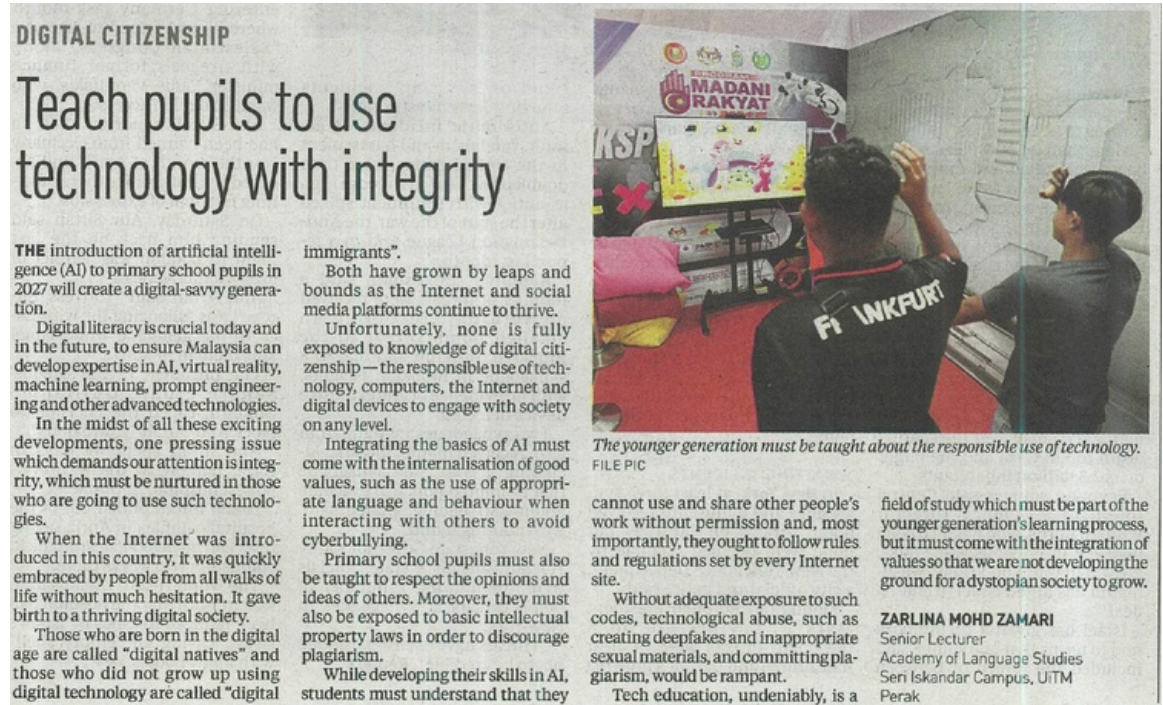 DIGITAL CITIZENSHIP
Teach pupils to use
technology with integrity
THE introduction of artificial intelli-
gence (AI) to primary school pupils in
2027 will create a digital-savvy genera-
tion.
Digital literacy is crucial today and
in the future, to ensure Malaysia can
develop expertise in AI, virtual reality,
machine learning, prompt engineer-
ing and other advanced technologies.
In the midst of all these exciting
developments, one pressing issue
which demands our attention is integ-
rity, which must be nurtured in those
who are going to use such technolo-
gies.
When the Internet was intro-
duced in this country, it was quickly
embraced by people from all walks of
life without much hesitation. It gave
birth to a thriving digital society.
Those who are born in the digital
age are called "digital natives" and
those who did not grow up using
digital technology are called "digital
immigrants".
Both have grown by leaps and
bounds as the Internet and social
media platforms continue to thrive.
Unfortunately, none is fully
exposed to knowledge of digital citi-
zenship — the responsible use of tech-
nology, computers, the Internet and
digital devices to engage with society
on any level.
Integrating the basics of AI must
come with the internalisation of good
values, such as the use of appropri-
ate language and behaviour when
interacting with others to avoid
cyberbullying.
Primary school pupils must also
be taught to respect the opinions and
ideas of others. Moreover, they must
also be exposed to basic intellectual
property laws in order to discourage
plagiarism.
While developing their skills in AI,
students must understand that they
PROGRAM
MADANI
RAKYAT
The younger generation must be taught about the responsible use of technology.
FILE PIC
cannot use and share other people's
work without permission and, most
importantly, they ought to follow rules
and regulations set by every Internet
site.
Without adequate exposure to such
codes, technological abuse, such as
creating deepfakes and inappropriate
sexual materials, and committing pla-
giarism, would be rampant.
Tech education, undeniably, is a
field of study which must be part of the
younger generation's learning process,
but it must come with the integration of
values so that we are not developing the
ground for a dystopian society to grow.
ZARLINA MOHD ZAMARI
Senior Lecturer
Academy of Language Studies
Seri Iskandar Campus, UiTM
Perak